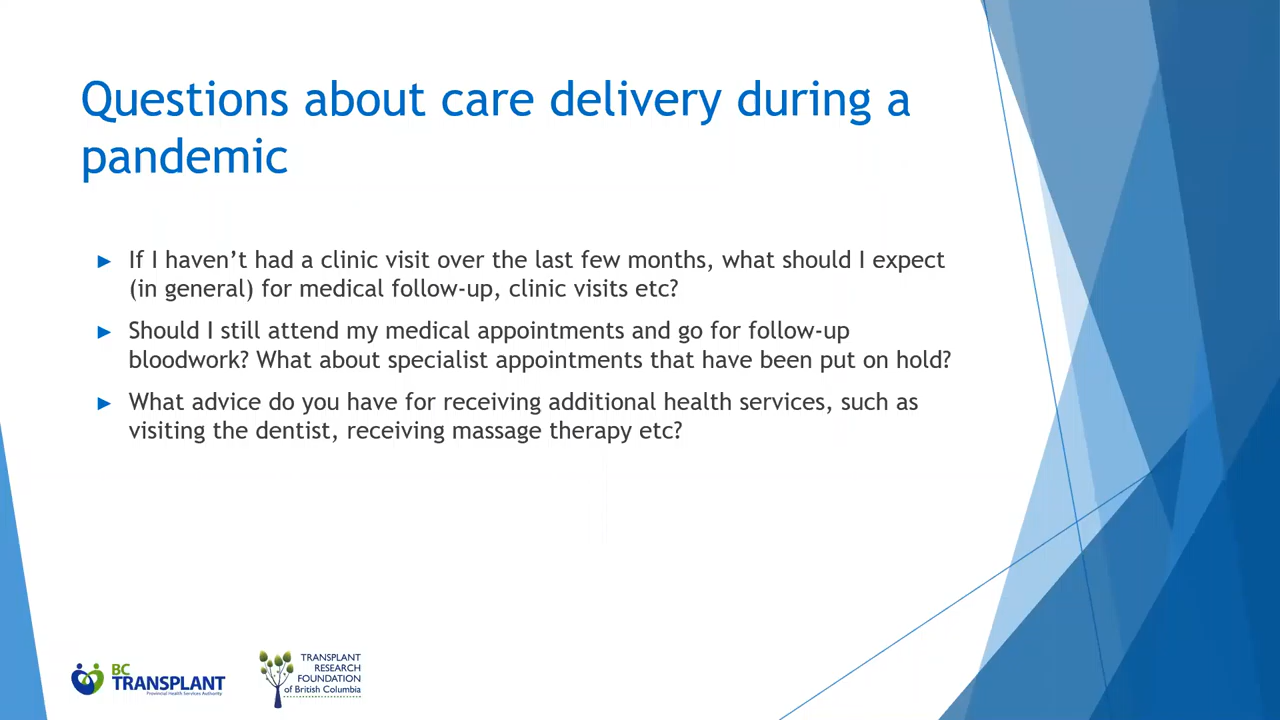 Questions about care delivery during a
pandemic
If I haven’t had a clinic visit over the last few months, what should I expect
(in general) for medical follow-up, clinic visits etc?
Should I still attend my medical appointments and go for follow-up
bloodwork? What about specialist appointments that have been put on hold?
What advice do you have for receiving additional health services, such as
visiting the dentist, receiving massage therapy etc?
BC
TRANSPLANT
Provincial Health Services Authority
TRANSPLANT
RESEARCH
FOUNDATION
of British Columbia